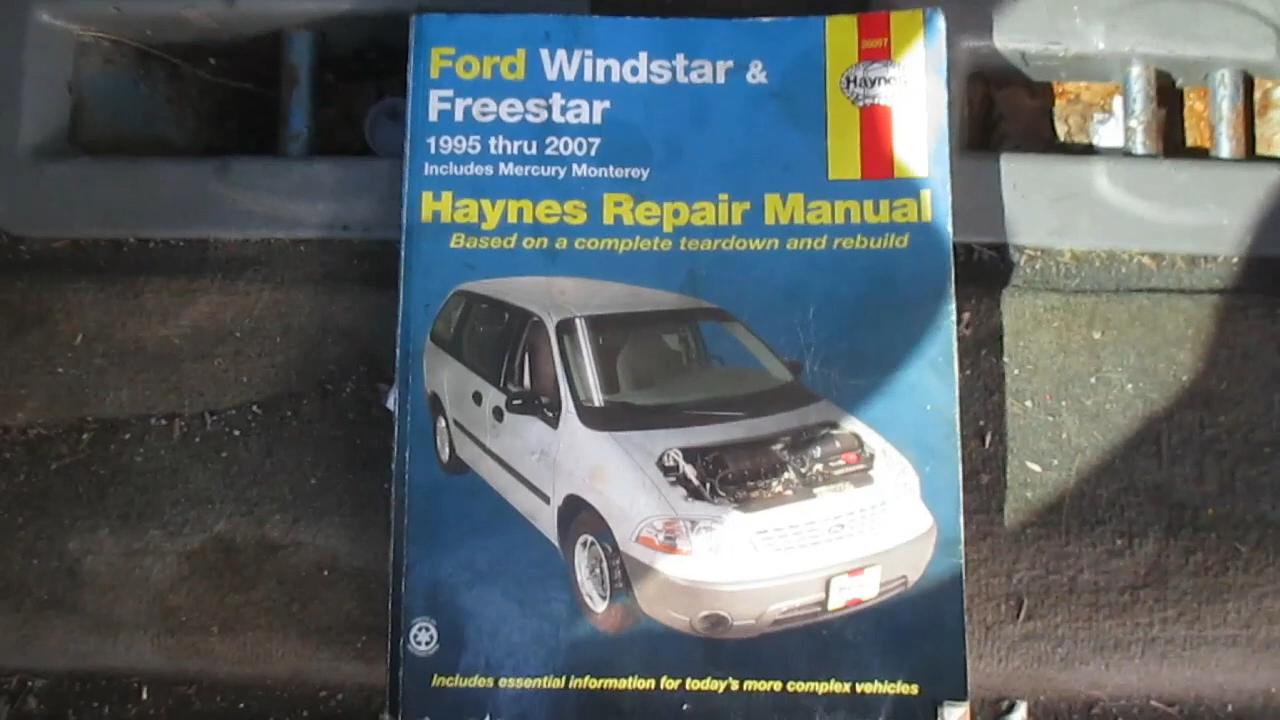 Ford Windstar &
Freestar
1995 thru 2007
Includes Mercury Monterey
Haynes
Haynes Repair Manual
Based on a complete teardown and rebuild
Includes essential information for today's more complex vehicles